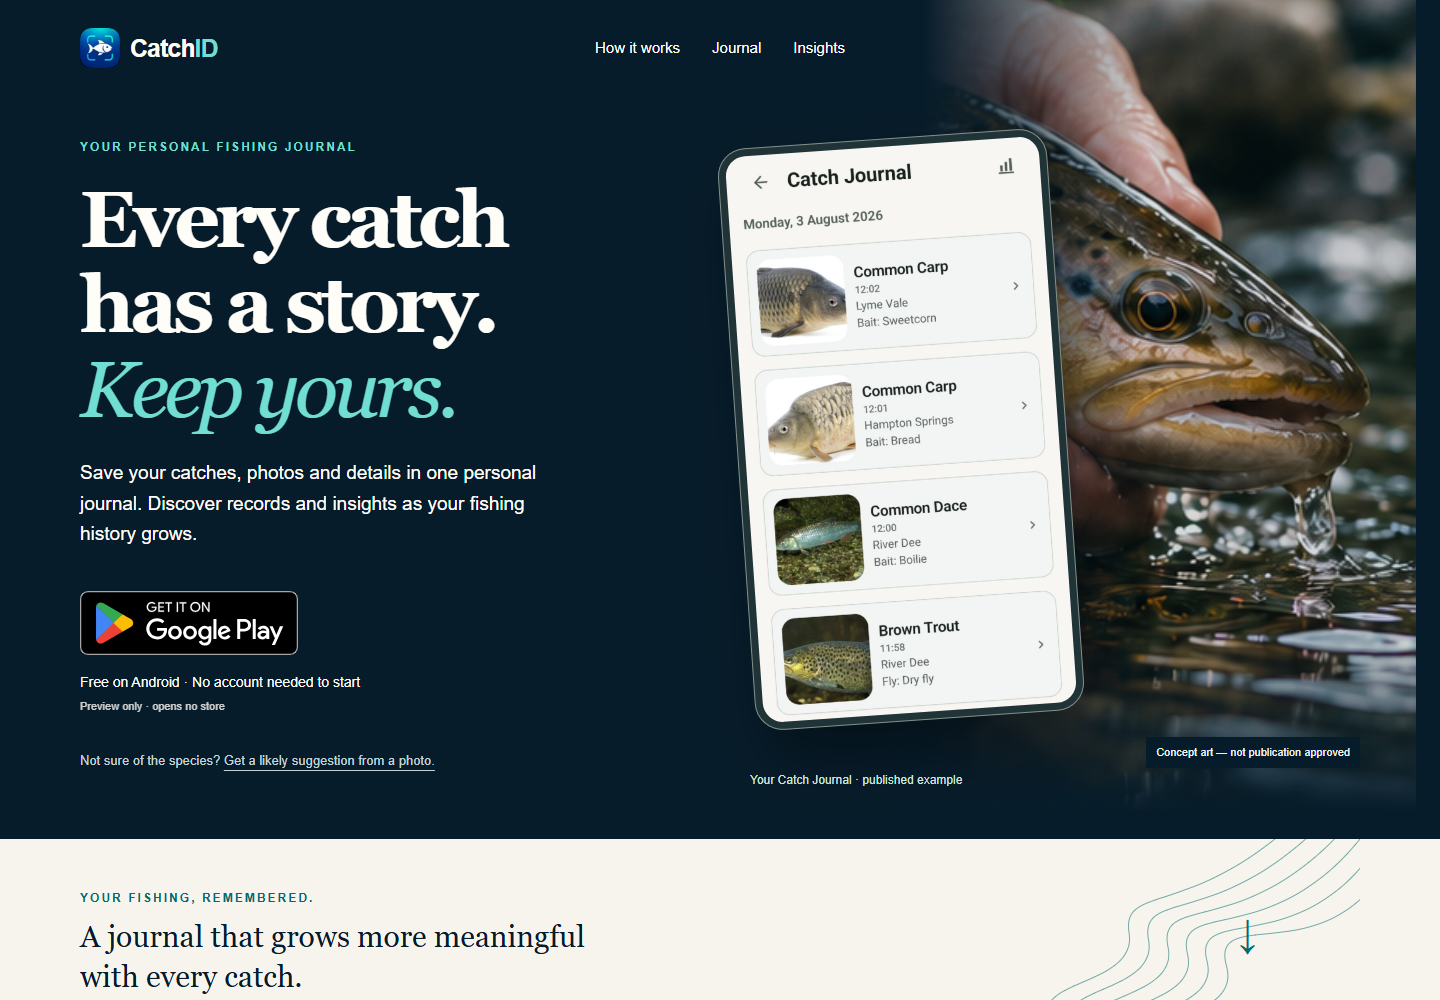 CatchID
How it works
Journal
Insights
YOUR PERSONAL FISHING JOURNAL
Every catch
has a story.
Keep yours.
Save your catches, photos and details in one personal
journal. Discover records and insights as your fishing
history grows.
GET IT ON
Google Play
Free on Android · No account needed to start
Preview only · opens no store
Not sure of the species? Get a likely suggestion from a photo.
Catch Journal
Monday, 3 August 2026
Common Carp
12:02
Lyme Vale
Bait: Sweetcorn
Common Carp
12:01
Hampton Springs
Bait: Bread
Common Dace
12:00
River Dee
Bait: Boilie
Brown Trout
11:58
River Dee
Fly: Dry fly
Concept art — not publication approved
Your Catch Journal · published example
YOUR FISHING, REMEMBERED.
A journal that grows more meaningful
with every catch.